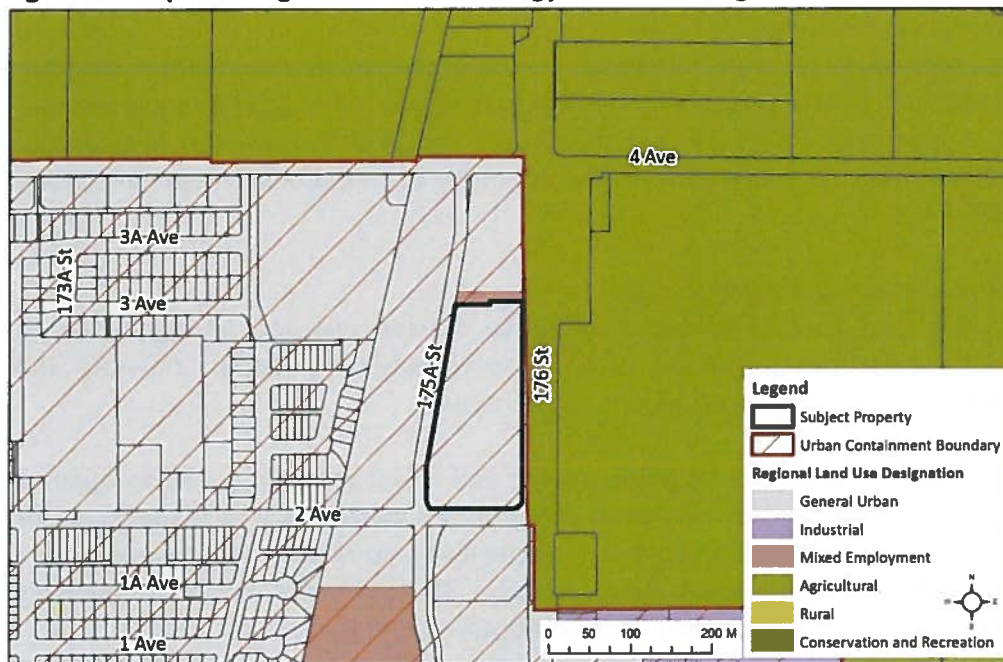 4 Ave
3A Ave
173A St
3 Ave
175A St
176 St
2 Ave
1A Ave
1 Ave
Legend
Subject Property
Urban Containment Boundary
Regional Land Use Designation
General Urban
Industrial
Mixed Employment
Agricultural
Rural
Conservation and Recreation
N
0 50 100 200 M